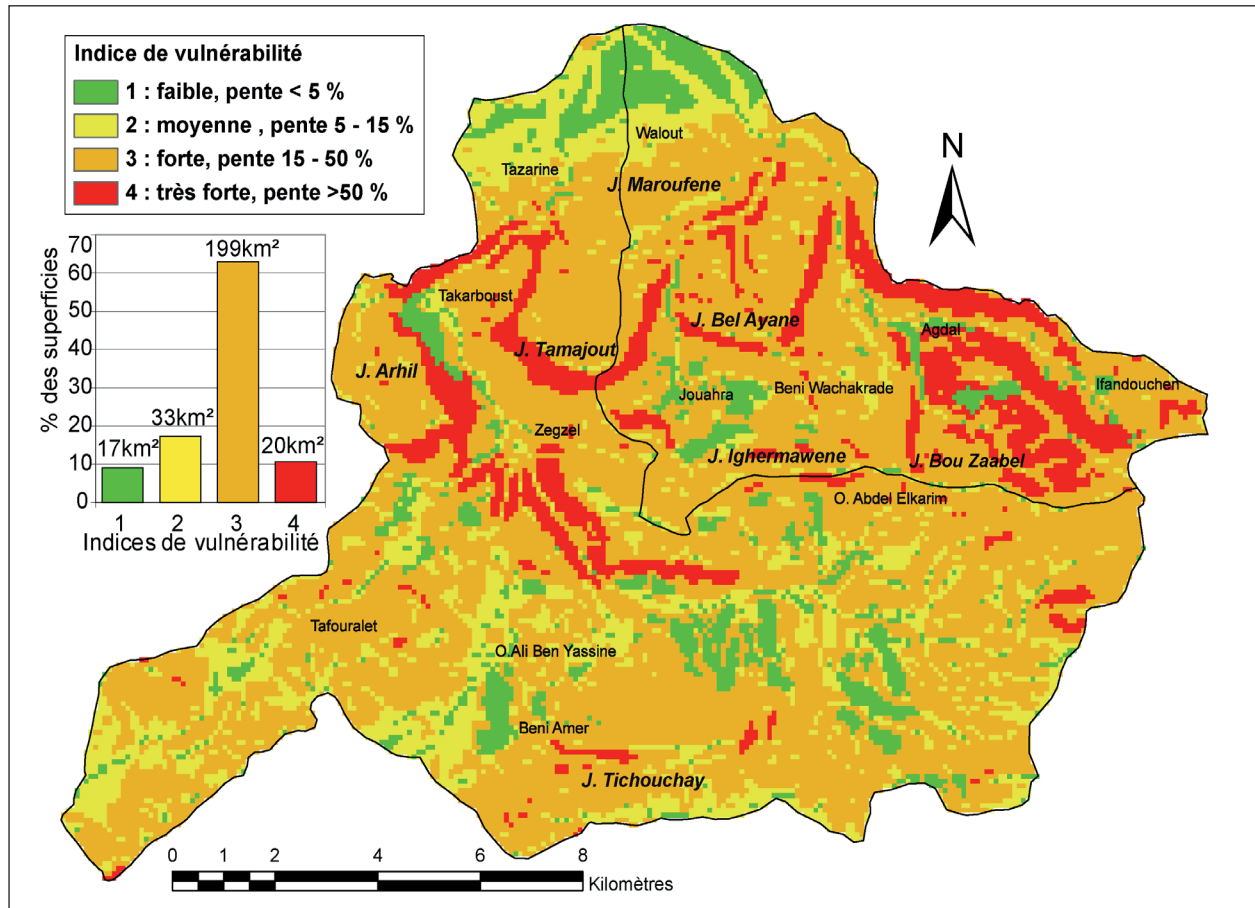 Indice de vulnérabilité
1 : faible, pente < 5 %
2 : moyenne , pente 5 - 15 %
3 : forte, pente 15 - 50 %
4 : très forte, pente >50 %
% des superficies
70
60
50
40
30
20
10
0
17km²
33km²
199km²
20km²
1
2
3
4
Indices de vulnérabilité
N
Walout
Tazarine
J. Maroufene
Takarboust
J. Bel Ayane
Agdal
J. Tamajout
J. Arhil
Jouahra
Beni Wachakrade
Ifandouchen
Zegzel
J. Ighermawene
J. Bou Zaabel
O. Abdel Elkarim
Tafouralet
O.Ali Ben Yassine
Beni Amer
J. Tichouchay
0 1 2 4 6 8
Kilomètres